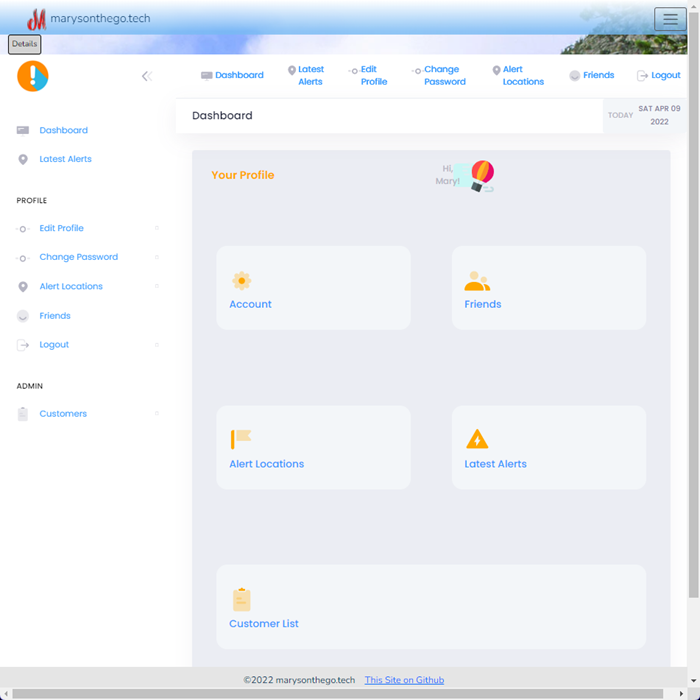 marysonthego.tech
Details
Dashboard
Latest Alerts
Edit Profile
Change Password
Alert Locations
Friends
Logout
Dashboard
TODAY
SAT APR 09 2022
Dashboard
Latest Alerts
PROFILE
Edit Profile
Change Password
Alert Locations
Friends
Logout
ADMIN
Customers
Your Profile
Hi,
Mary!
Account
Friends
Alert Locations
Latest Alerts
Customer List
©2022 marysonthego.tech This Site on Github